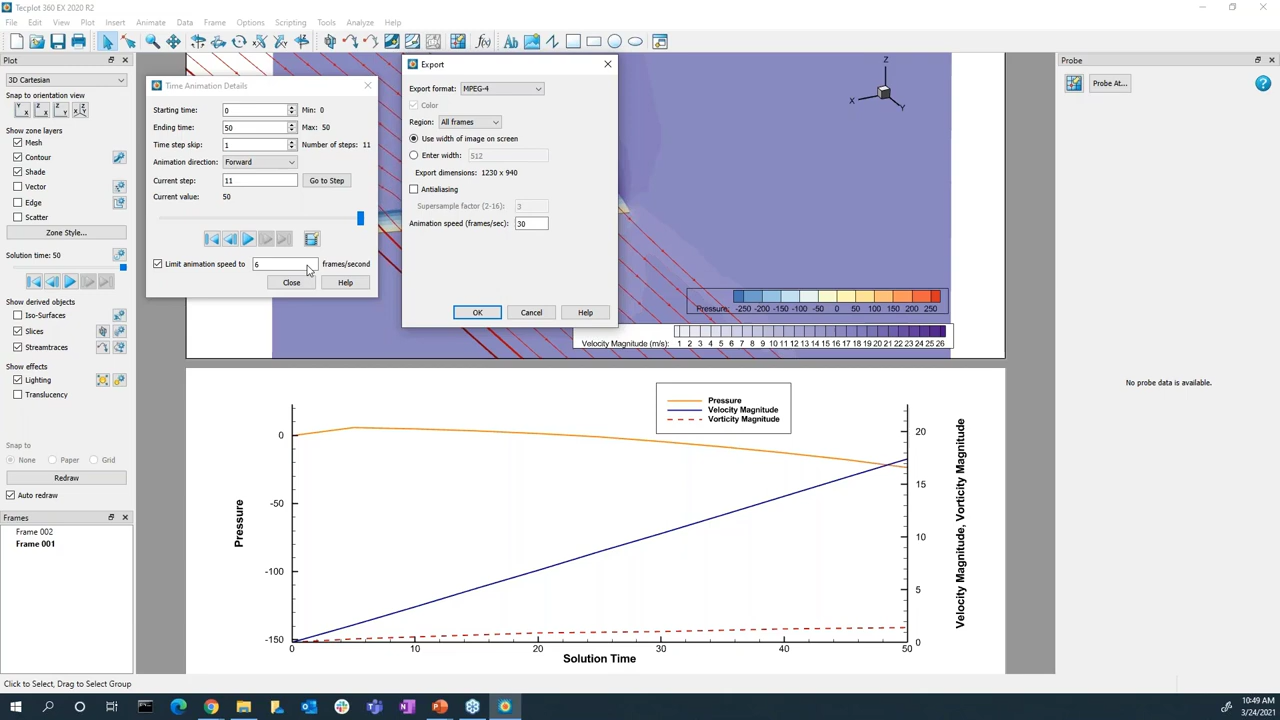 Tecplot 360 EX 2020 R2
File Edit View Plot Insert Animate Data Frame Options Scripting Tools Analyze Help
Plot
3D Cartesian
Snap to orientation view
Show zone layers
Mesh
Contour
Shade
Vector
Edge
Scatter
Zone Style...
Solution time: 50
Show derived objects
Iso-Surfaces
Slices
Streamtraces
Show effects
Lighting
Translucency
Snap to
None Paper Grid
Redraw
Auto redraw
Frames
Frame 002
Frame 001
Time Animation Details
Starting time: 0 Min: 0
Ending time: 50 Max: 50
Time step skip: 1 Number of steps: 11
Animation direction: Forward
Current step: 11 Go to Step
Current value: 50
Limit animation speed to 6 frames/second
Close Help
Export
Export format: MPEG-4
Color
Region: All frames
Use width of image on screen
Enter width: 512
Export dimensions: 1230 x 940
Antialiasing
Supersample factor (2-16): 3
Animation speed (frames/sec): 30
OK Cancel Help
Z
X Y
Pressure: -250 -200 -150 -100 -50 0 50 100 150 200 250
Velocity Magnitude (m/s): 1 2 3 4 5 6 7 8 9 10 11 12 13 14 15 16 17 18 19 20 21 22 23 24 25 26
Pressure
Velocity Magnitude
Vorticity Magnitude
Pressure
0
-50
-100
-150
0 10 20 30 40 50
Solution Time
20
15
10
5
0
Velocity Magnitude, Vorticity Magnitude
Probe
Probe At...
No probe data is available.
Click to Select, Drag to Select Group
10:49 AM
3/24/2021